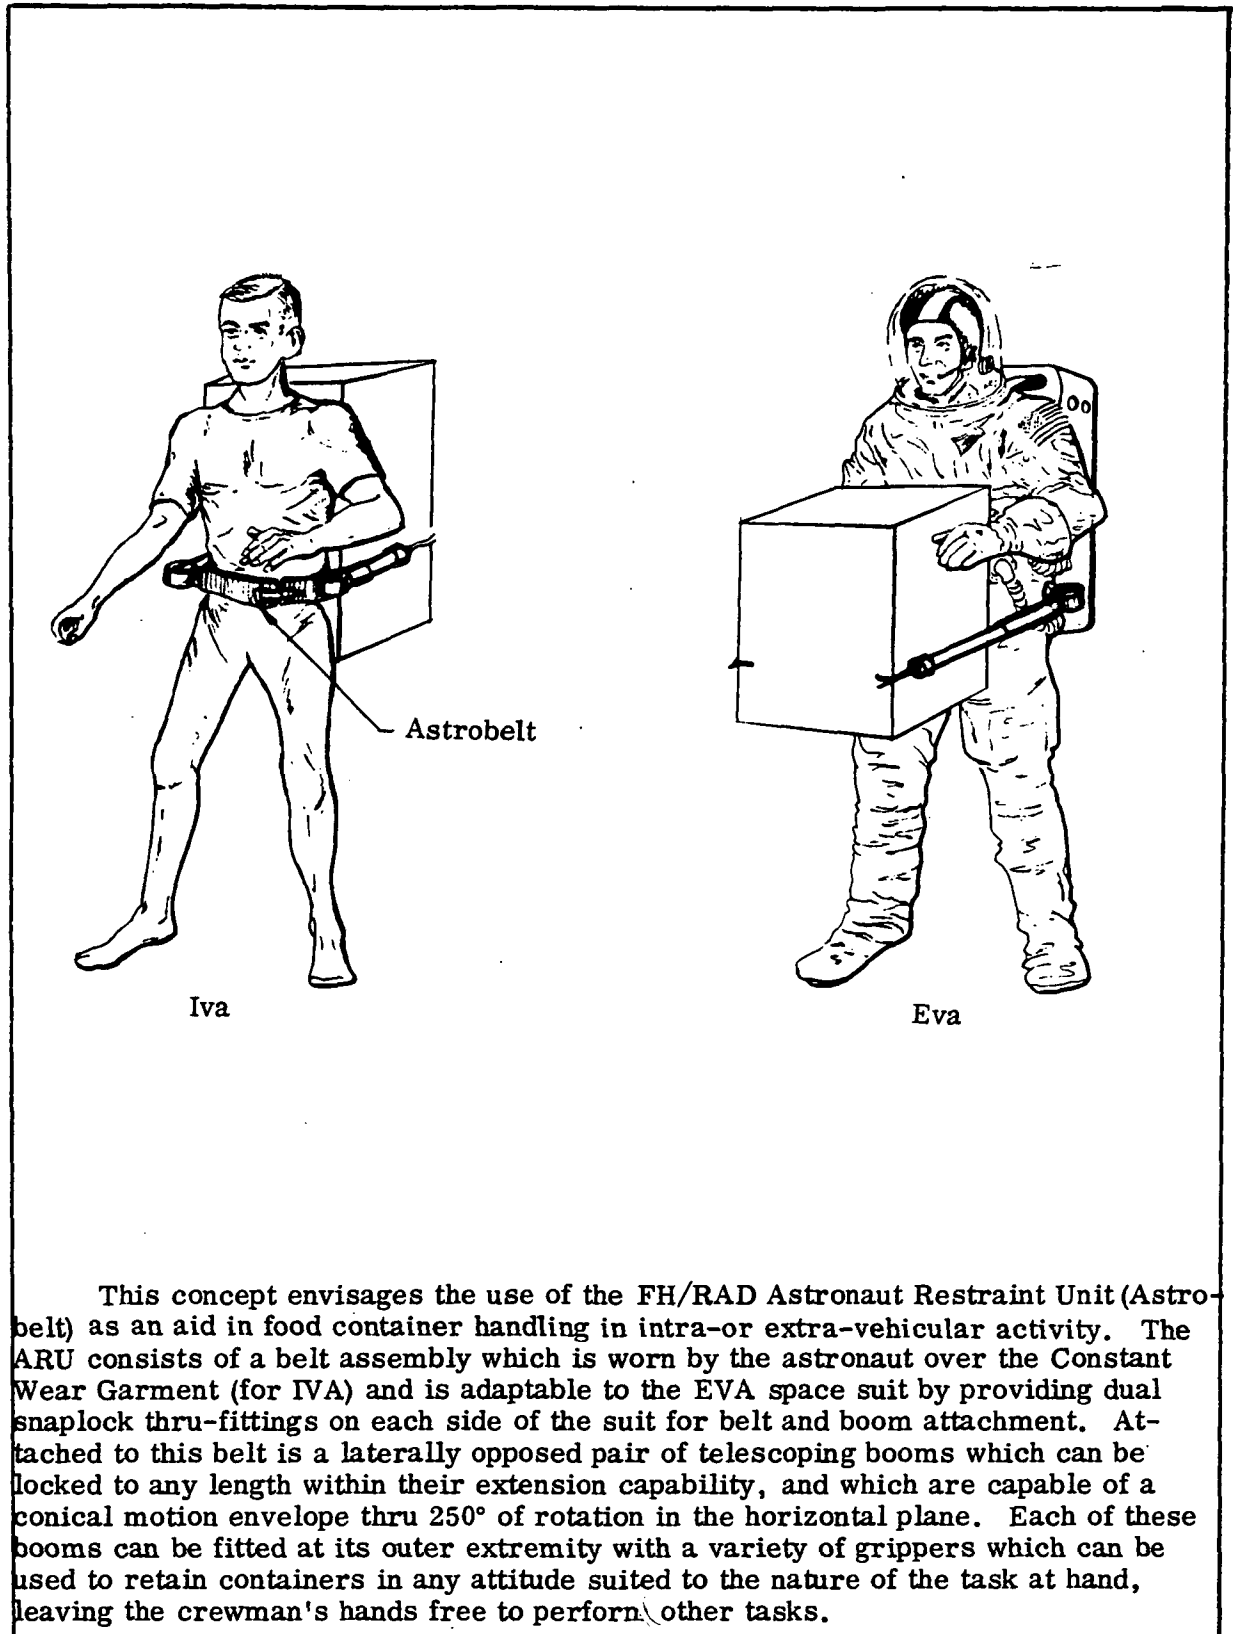 Astrobelt
Iva
Eva
This concept envisages the use of the FH/RAD Astronaut Restraint Unit (Astro-
belt) as an aid in food container handling in intra-or extra-vehicular activity. The
ARU consists of a belt assembly which is worn by the astronaut over the Constant
Wear Garment (for IVA) and is adaptable to the EVA space suit by providing dual
snaplock thru-fittings on each side of the suit for belt and boom attachment. At-
tached to this belt is a laterally opposed pair of telescoping booms which can be
locked to any length within their extension capability, and which are capable of a
conical motion envelope thru 250° of rotation in the horizontal plane. Each of these
booms can be fitted at its outer extremity with a variety of grippers which can be
used to retain containers in any attitude suited to the nature of the task at hand,
leaving the crewman's hands free to perform other tasks.